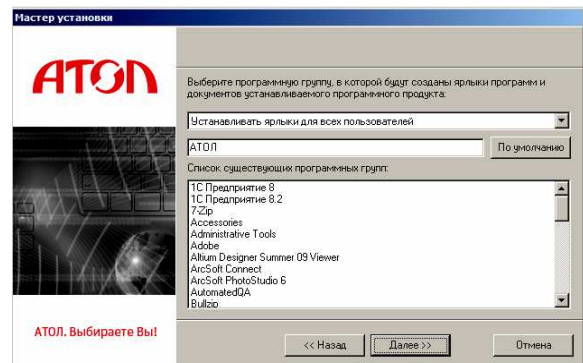 Мастер установки
АТОЛ
Выберите программную группу, в которой будут созданы ярлыки программ и
документов устанавливаемого программного продукта:
Устанавливать ярлыки для всех пользователей
АТОЛ
По умолчанию
Список существующих программных групп:
1С Предприятие 8
1С Предприятие 8.2
7-Zip
Accessories
Administrative Tools
Adobe
Altium Designer Summer 09 Viewer
ArcSoft Connect
ArcSoft PhotoStudio 6
AutomatedQA
Bullzip
АТОЛ. Выбираете Вы!
<< Назад
Далее >>
Отмена